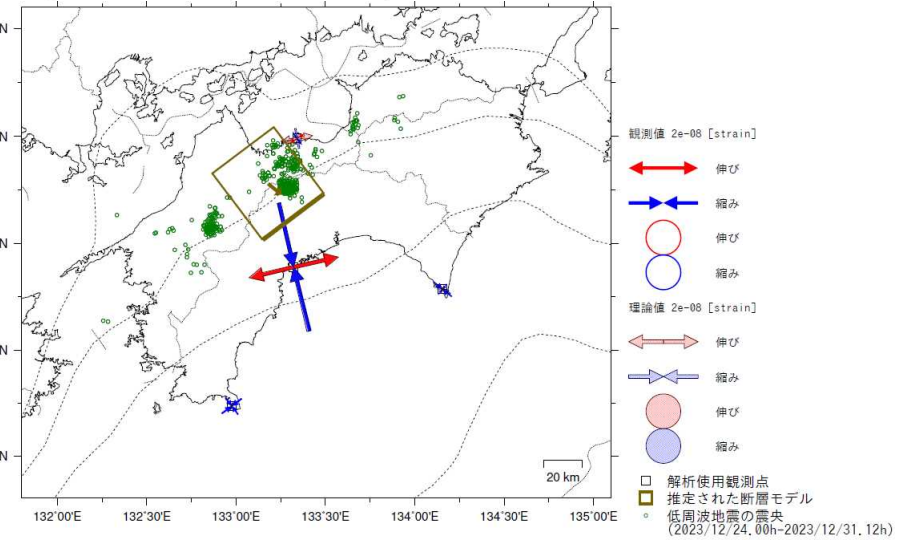 N
N
N
N
N
観測値 2e-08 [strain]
伸び
縮み
伸び
縮み
理論値 2e-08 [strain]
伸び
縮み
伸び
縮み
20 km
解析使用観測点
推定された断層モデル
低周波地震の震央
(2023/12/24.00h-2023/12/31.12h)
132°00'E 132°30'E 133°00'E 133°30'E 134°00'E 134°30'E 135°00'E